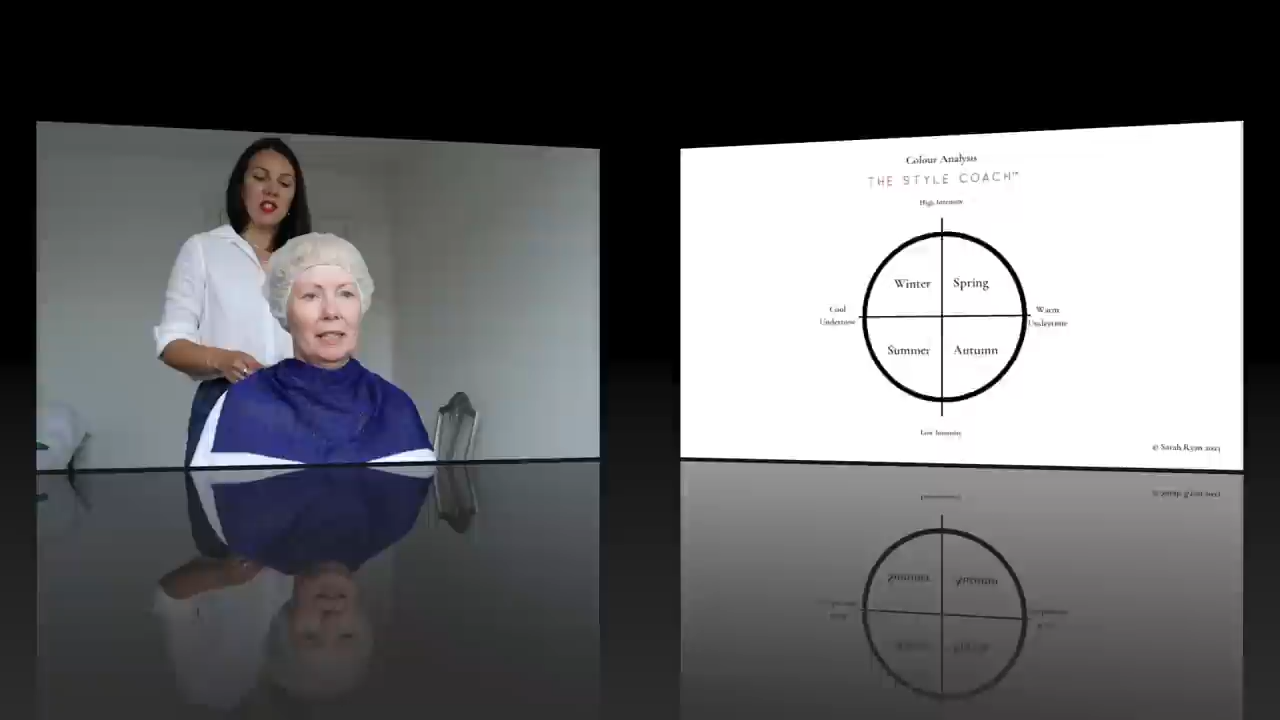 Colour Analysis
THE STYLE COACH™
High Intensity
Winter Spring
Cool
Undertone
Warm
Undertone
Summer Autumn
Low Intensity
© Sarah Ryan 2023